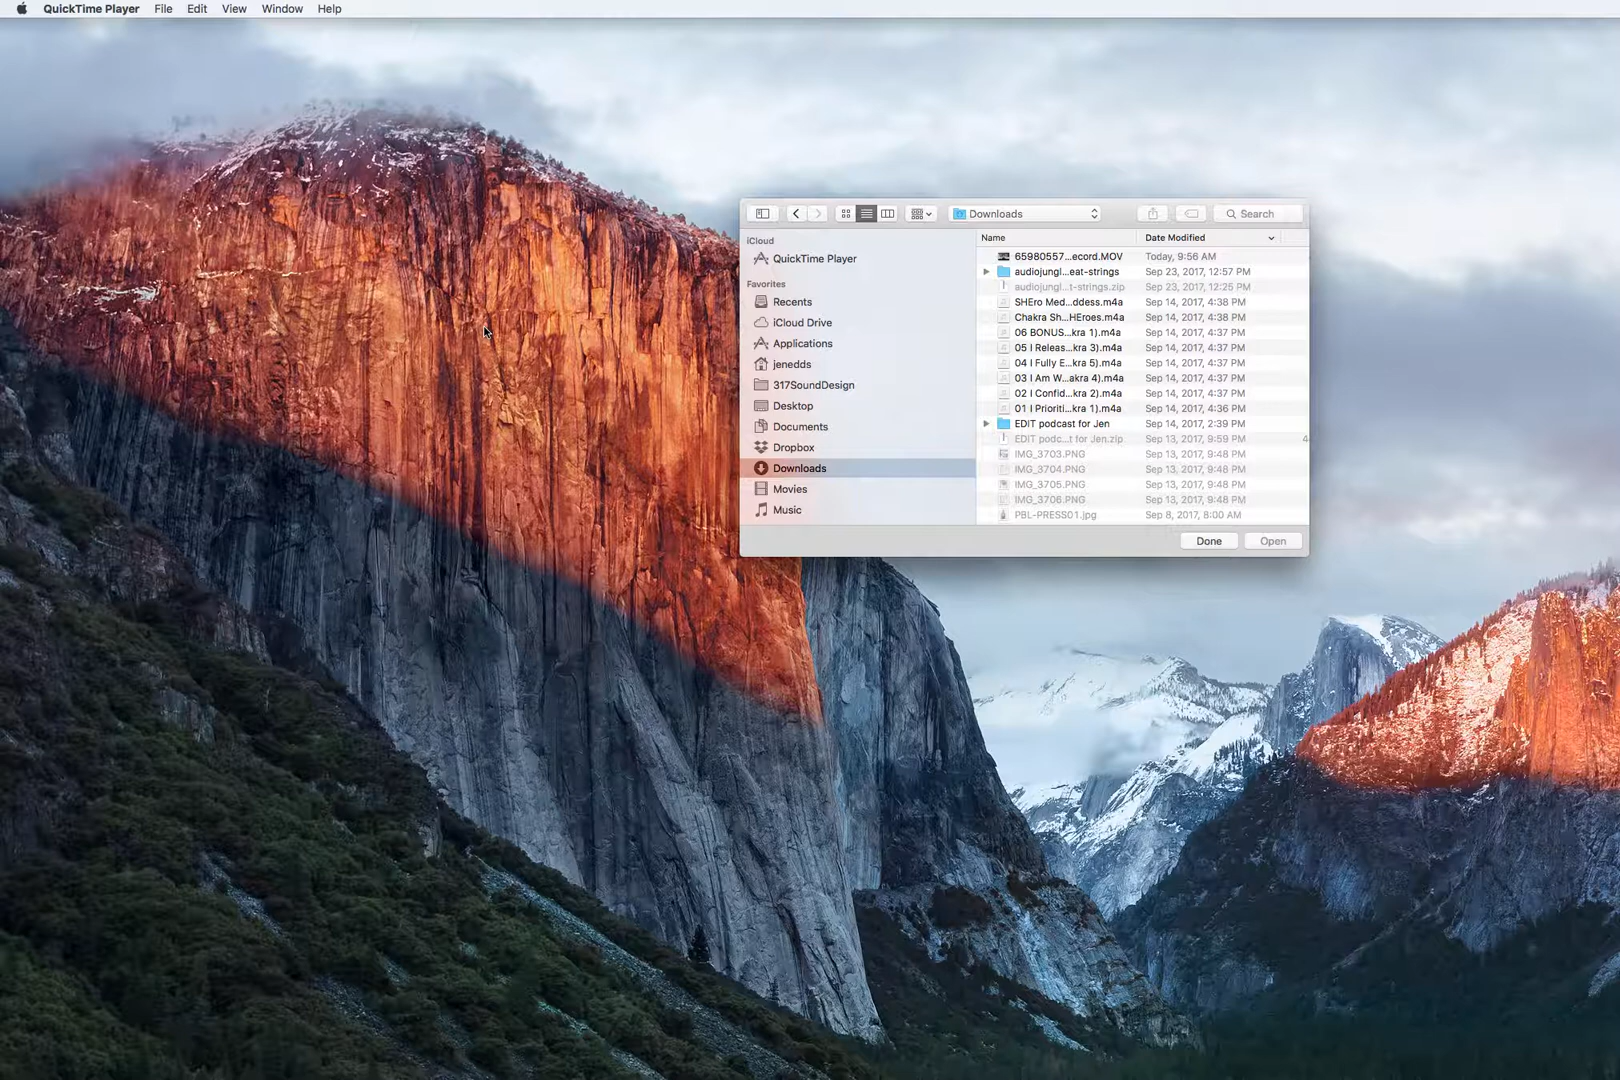 QuickTime Player File Edit View Window Help
Downloads
Search
iCloud
QuickTime Player
Favorites
Recents
iCloud Drive
Applications
jenedds
317SoundDesign
Desktop
Documents
Dropbox
Downloads
Movies
Music
Name Date Modified
65980557...ecord.MOV Today, 9:56 AM
audiojungl...eat-strings Sep 23, 2017, 12:57 PM
audiojungl...t-strings.zip Sep 23, 2017, 12:25 PM
SHEro Med...ddess.m4a Sep 14, 2017, 4:38 PM
Chakra Sh...HEroes.m4a Sep 14, 2017, 4:38 PM
06 BONUS...kra 1).m4a Sep 14, 2017, 4:37 PM
05 I Releas...kra 3).m4a Sep 14, 2017, 4:37 PM
04 I Fully E...kra 5).m4a Sep 14, 2017, 4:37 PM
03 I Am W...akra 4).m4a Sep 14, 2017, 4:37 PM
02 I Confid...kra 2).m4a Sep 14, 2017, 4:37 PM
01 I Prioriti...kra 1).m4a Sep 14, 2017, 4:36 PM
EDIT podcast for Jen Sep 14, 2017, 2:39 PM
EDIT podc...t for Jen.zip Sep 13, 2017, 9:59 PM 4
IMG_3703.PNG Sep 13, 2017, 9:48 PM
IMG_3704.PNG Sep 13, 2017, 9:48 PM
IMG_3705.PNG Sep 13, 2017, 9:48 PM
IMG_3706.PNG Sep 13, 2017, 9:48 PM
PBL-PRESS01.jpg Sep 8, 2017, 8:00 AM
Done Open